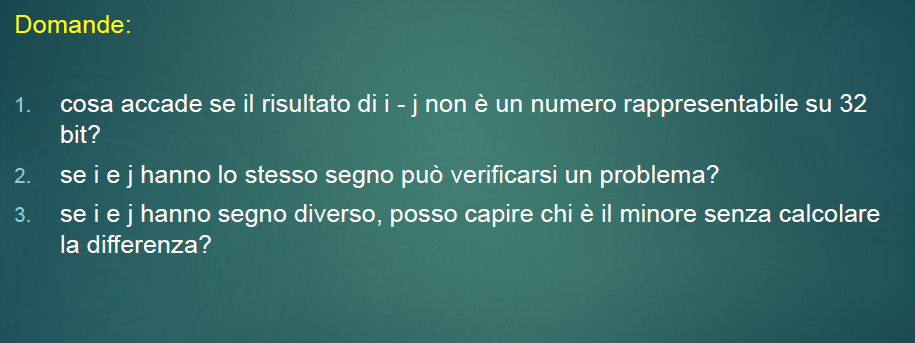 Domande:
1. cosa accade se il risultato di i - j non è un numero rappresentabile su 32
bit?
2. se i e j hanno lo stesso segno può verificarsi un problema?
3. se i e j hanno segno diverso, posso capire chi è il minore senza calcolare
la differenza?